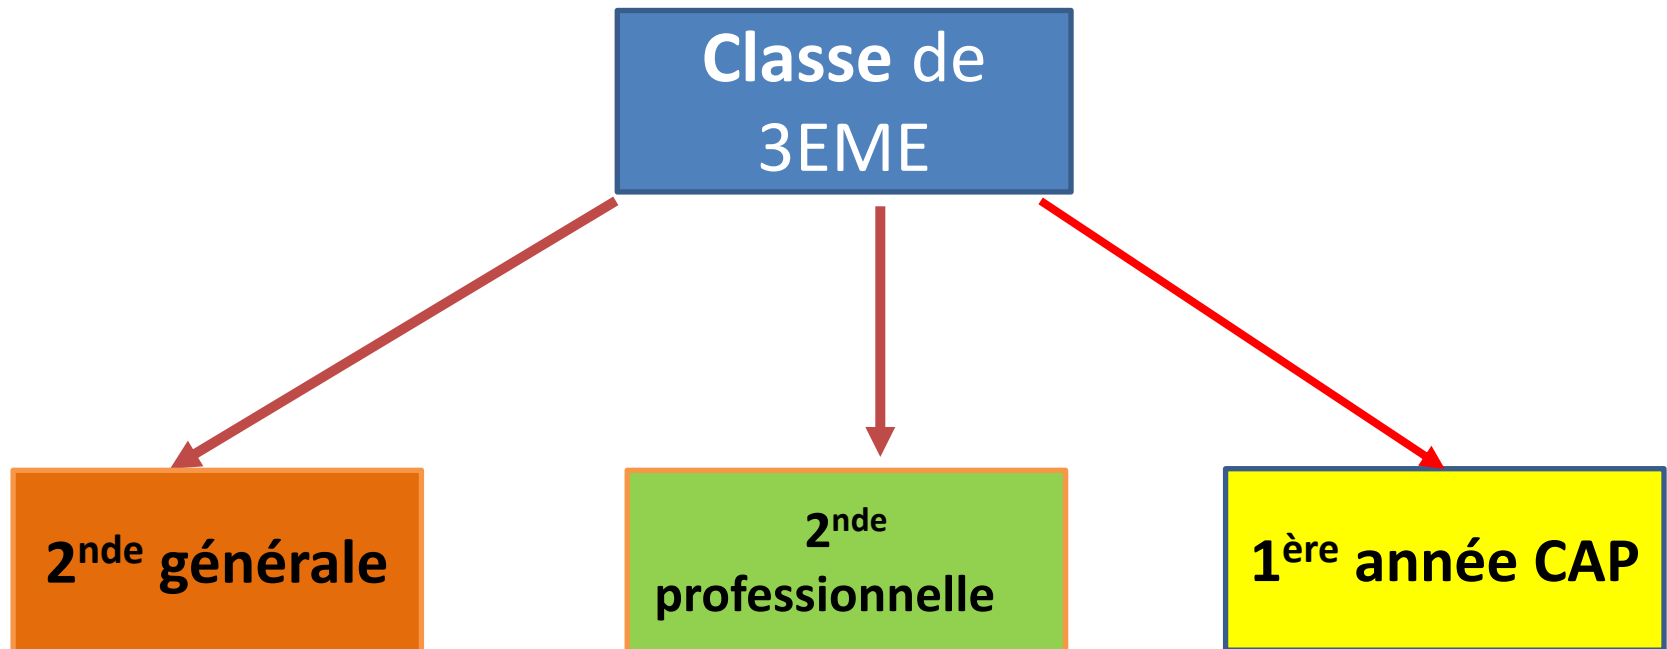 Classe de
3EME
2nde générale
2nde
professionnelle
1ère année CAP